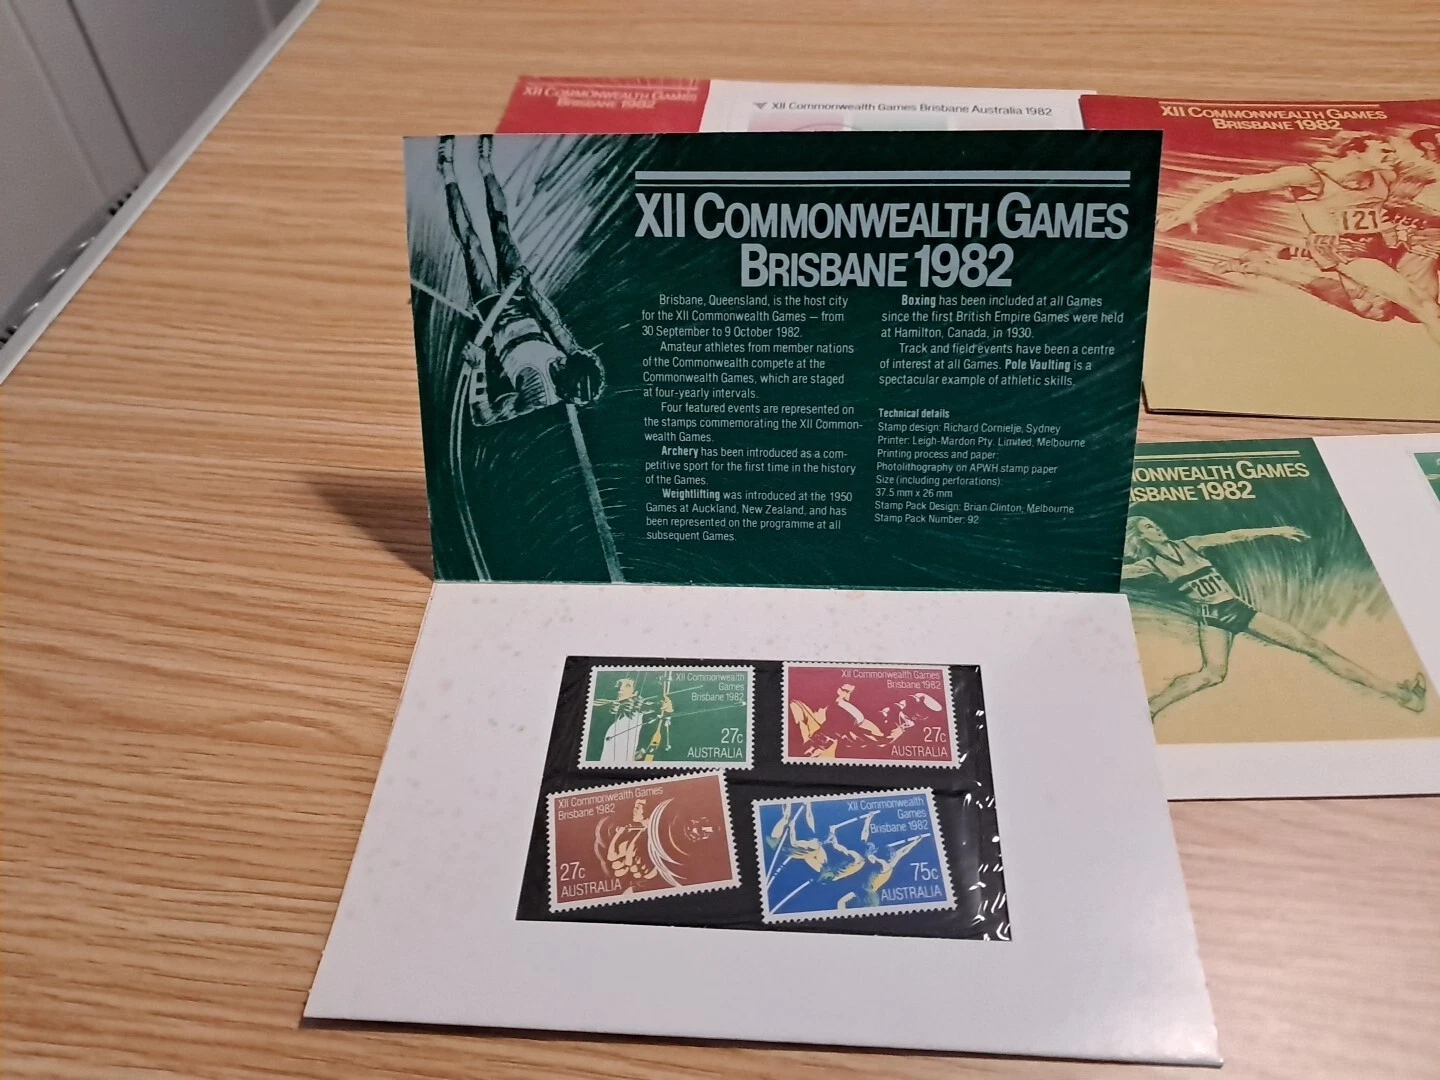 XII COMMONWEALTH GAMES
BRISBANE 1982
XII Commonwealth Games Brisbane Australia 1982
XII COMMONWEALTH GAMES
BRISBANE 1982
121
XII COMMONWEALTH GAMES
BRISBANE 1982
Brisbane, Queensland, is the host city
for the XII Commonwealth Games — from
30 September to 9 October 1982.
Amateur athletes from member nations
of the Commonwealth compete at the
Commonwealth Games, which are staged
at four-yearly intervals.
Four featured events are represented on
the stamps commemorating the XII Common-
wealth Games.
Archery has been introduced as a com-
petitive sport for the first time in the history
of the Games.
Weightlifting was introduced at the 1950
Games at Auckland, New Zealand, and has
been represented on the programme at all
subsequent Games.
Boxing has been included at all Games
since the first British Empire Games were held
at Hamilton, Canada, in 1930.
Track and field events have been a centre
of interest at all Games. Pole Vaulting is a
spectacular example of athletic skills.
Technical details
Stamp design: Richard Cornielje, Sydney
Printer: Leigh-Mardon Pty. Limited, Melbourne
Printing process and paper:
Photolithography on APWH stamp paper
Size (including perforations):
37.5 mm x 26 mm
Stamp Pack Design: Brian Clinton, Melbourne
Stamp Pack Number: 92
ONWEALTH GAMES
ISBANE 1982
201
XII Commonwealth
Games
Brisbane 1982
27c
AUSTRALIA
XII Commonwealth Games
Brisbane 1982
27c
AUSTRALIA
XII Commonwealth Games
Brisbane 1982
27c
AUSTRALIA
XII Commonwealth
Games
Brisbane 1982
75c
AUSTRALIA